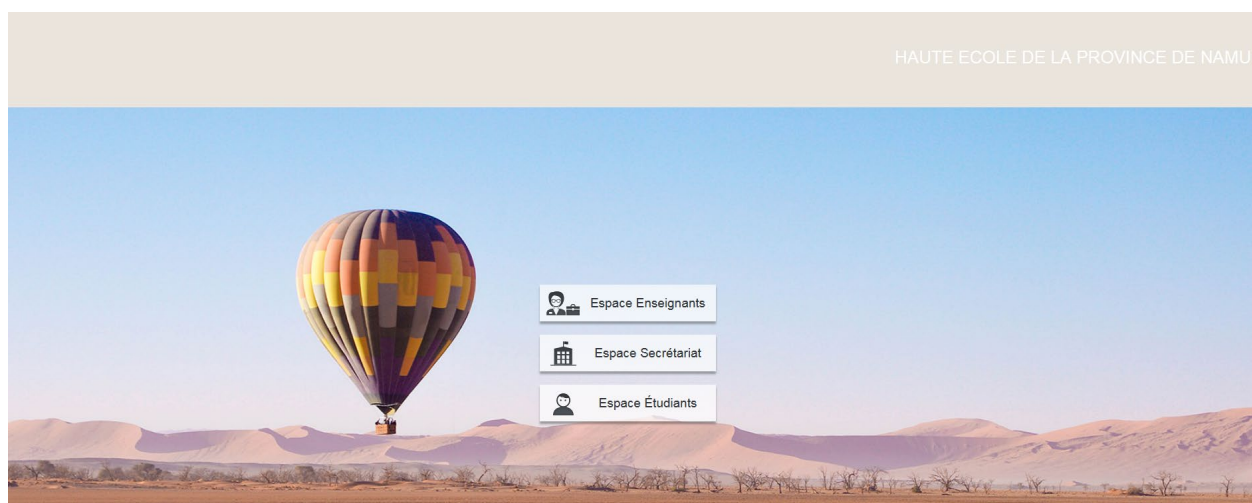 HAUTE ECOLE DE LA PROVINCE DE NAMU
Espace Enseignants
Espace Secrétariat
Espace Étudiants